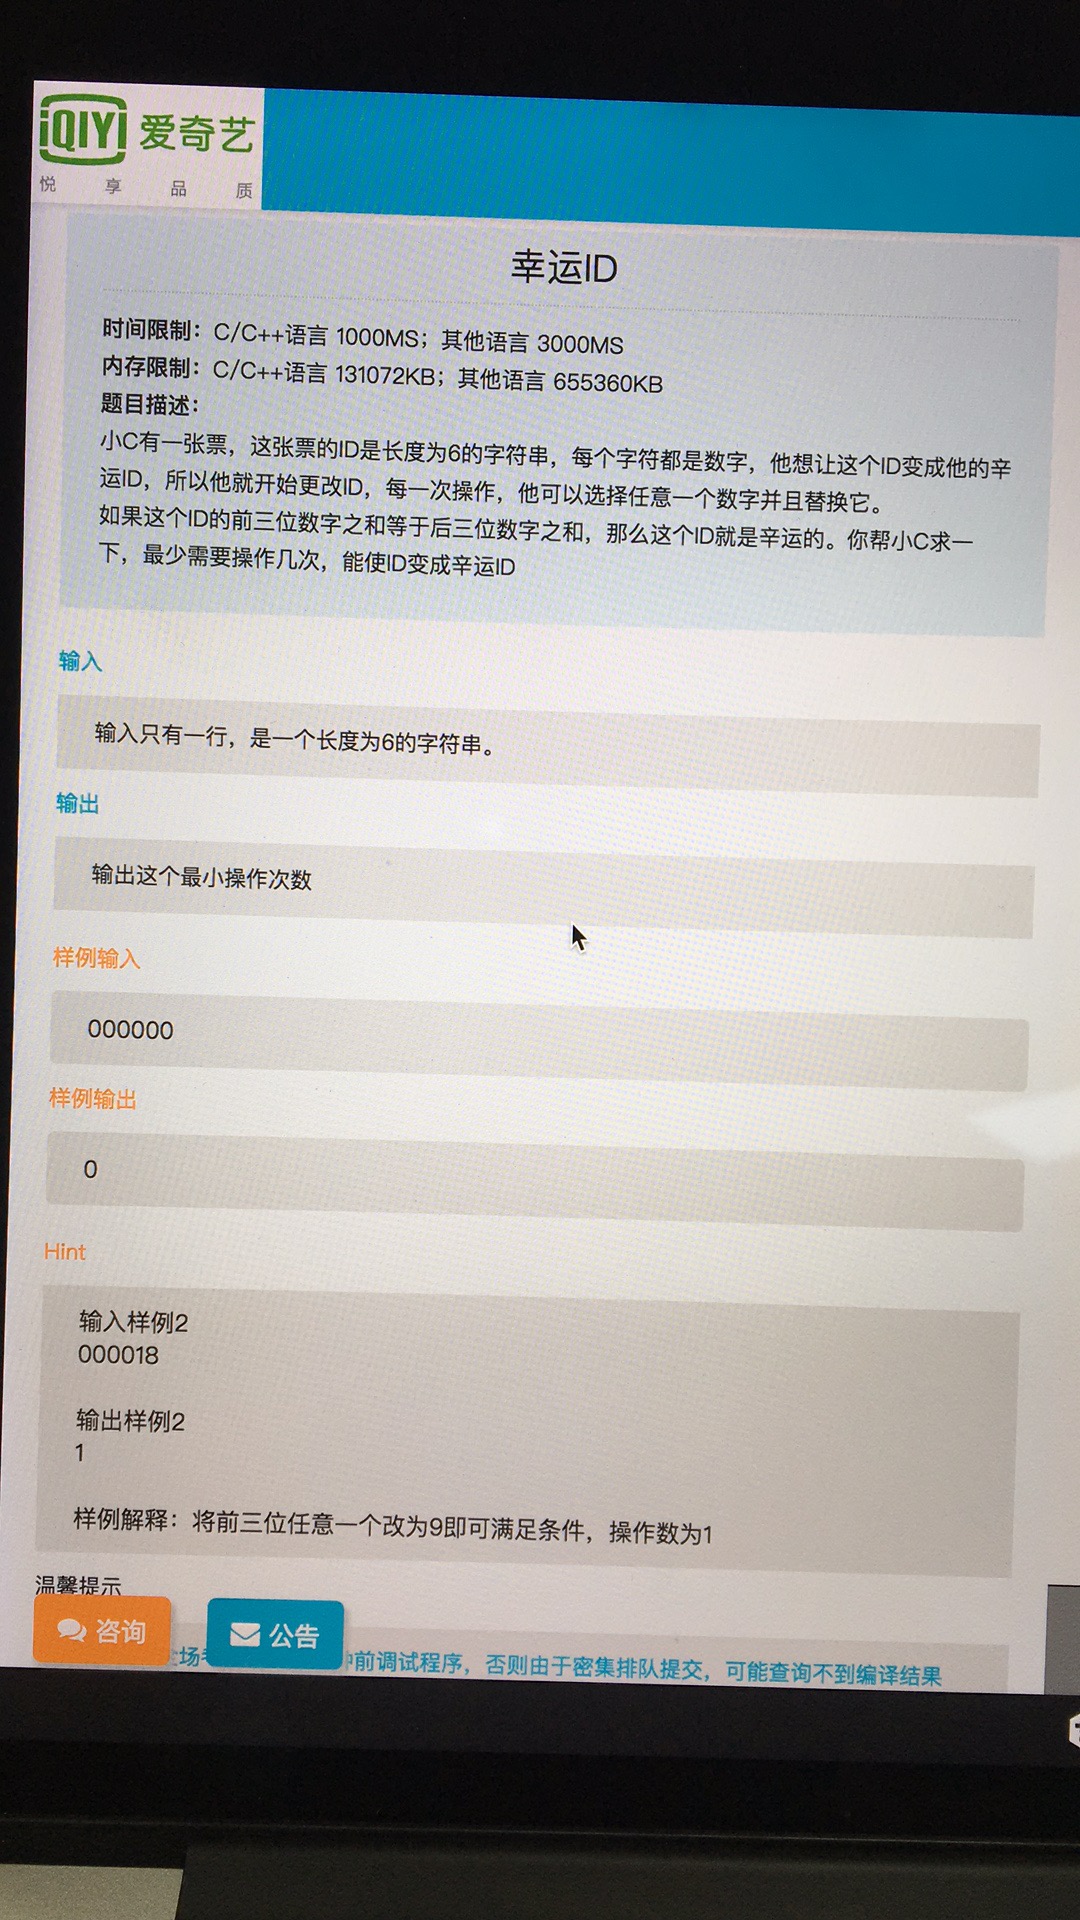 iQIYI 爱奇艺
悦享品质
幸运ID
时间限制：C/C++语言 1000MS；其他语言 3000MS
内存限制：C/C++语言 131072KB；其他语言 655360KB
题目描述：
小C有一张票，这张票的ID是长度为6的字符串，每个字符都是数字，他想让这个ID变成他的辛
运ID，所以他就开始更改ID，每一次操作，他可以选择任意一个数字并且替换它。
如果这个ID的前三位数字之和等于后三位数字之和，那么这个ID就是辛运的。你帮小C求一
下，最少需要操作几次，能使ID变成辛运ID
输入
输入只有一行，是一个长度为6的字符串。
输出
输出这个最小操作次数
样例输入
000000
样例输出
0
Hint
输入样例2
000018
输出样例2
1
样例解释：将前三位任意一个改为9即可满足条件，操作数为1
温馨提示
咨询
公告
前调试程序，否则由于密集排队提交，可能查询不到编译结果